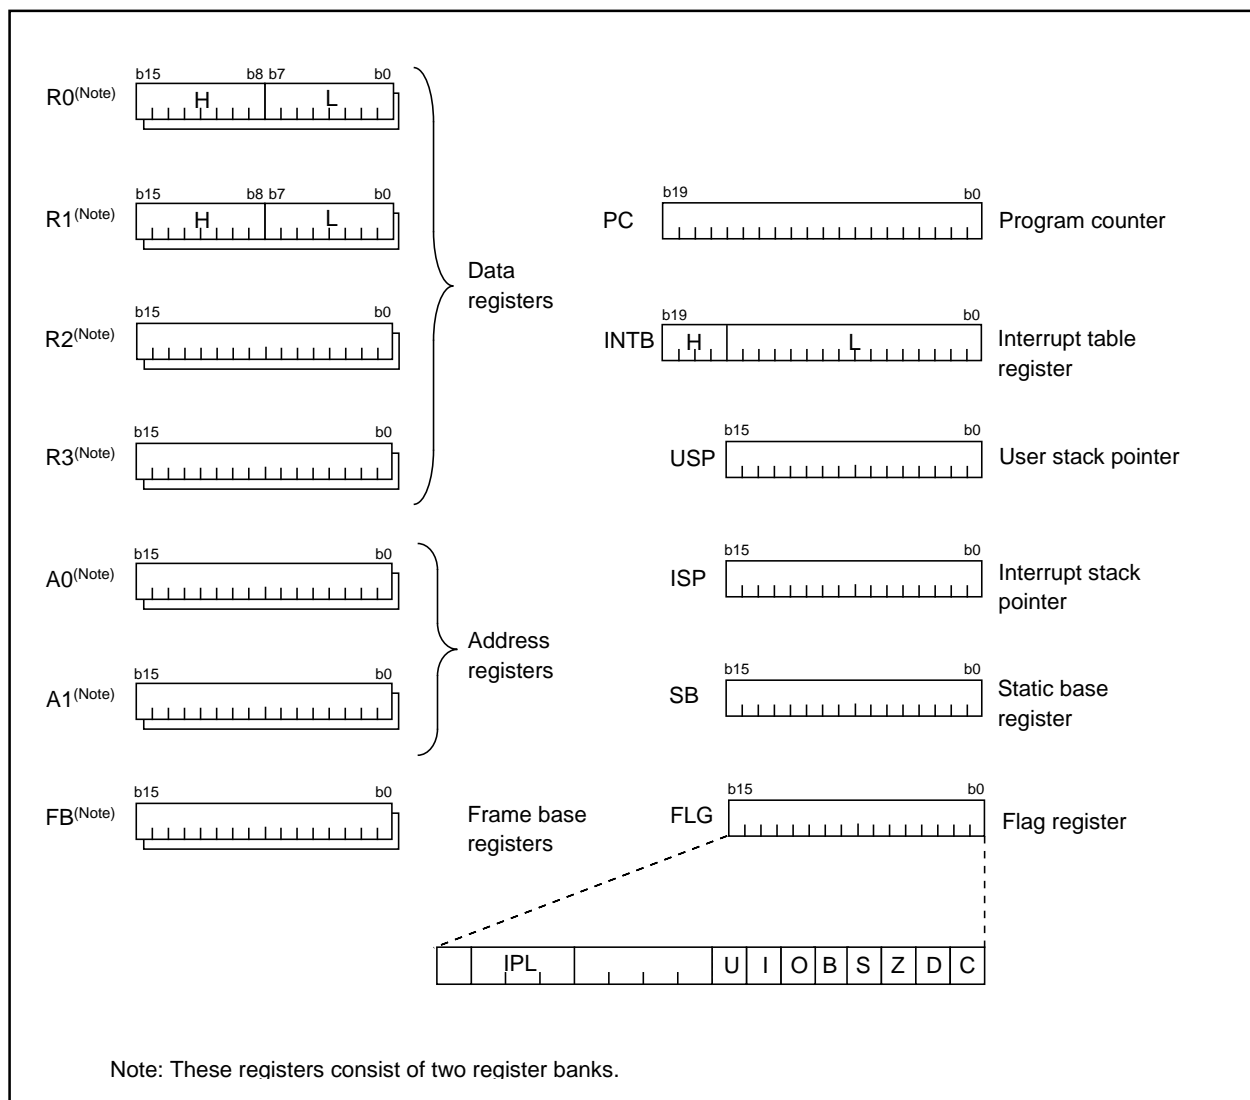 b15 b8 b7 b0
R0(Note) H L
b15 b8 b7 b0
R1(Note) H L
b15 b0
R2(Note)
b15 b0
R3(Note)
Data
registers
b15 b0
A0(Note)
b15 b0
A1(Note)
Address
registers
b15 b0
FB(Note)
Frame base
registers
b19 b0
PC Program counter
b19 b0
INTB H L Interrupt table
register
b15 b0
USP User stack pointer
b15 b0
ISP Interrupt stack
pointer
b15 b0
SB Static base
register
b15 b0
FLG Flag register
IPL U I O B S Z D C
Note: These registers consist of two register banks.